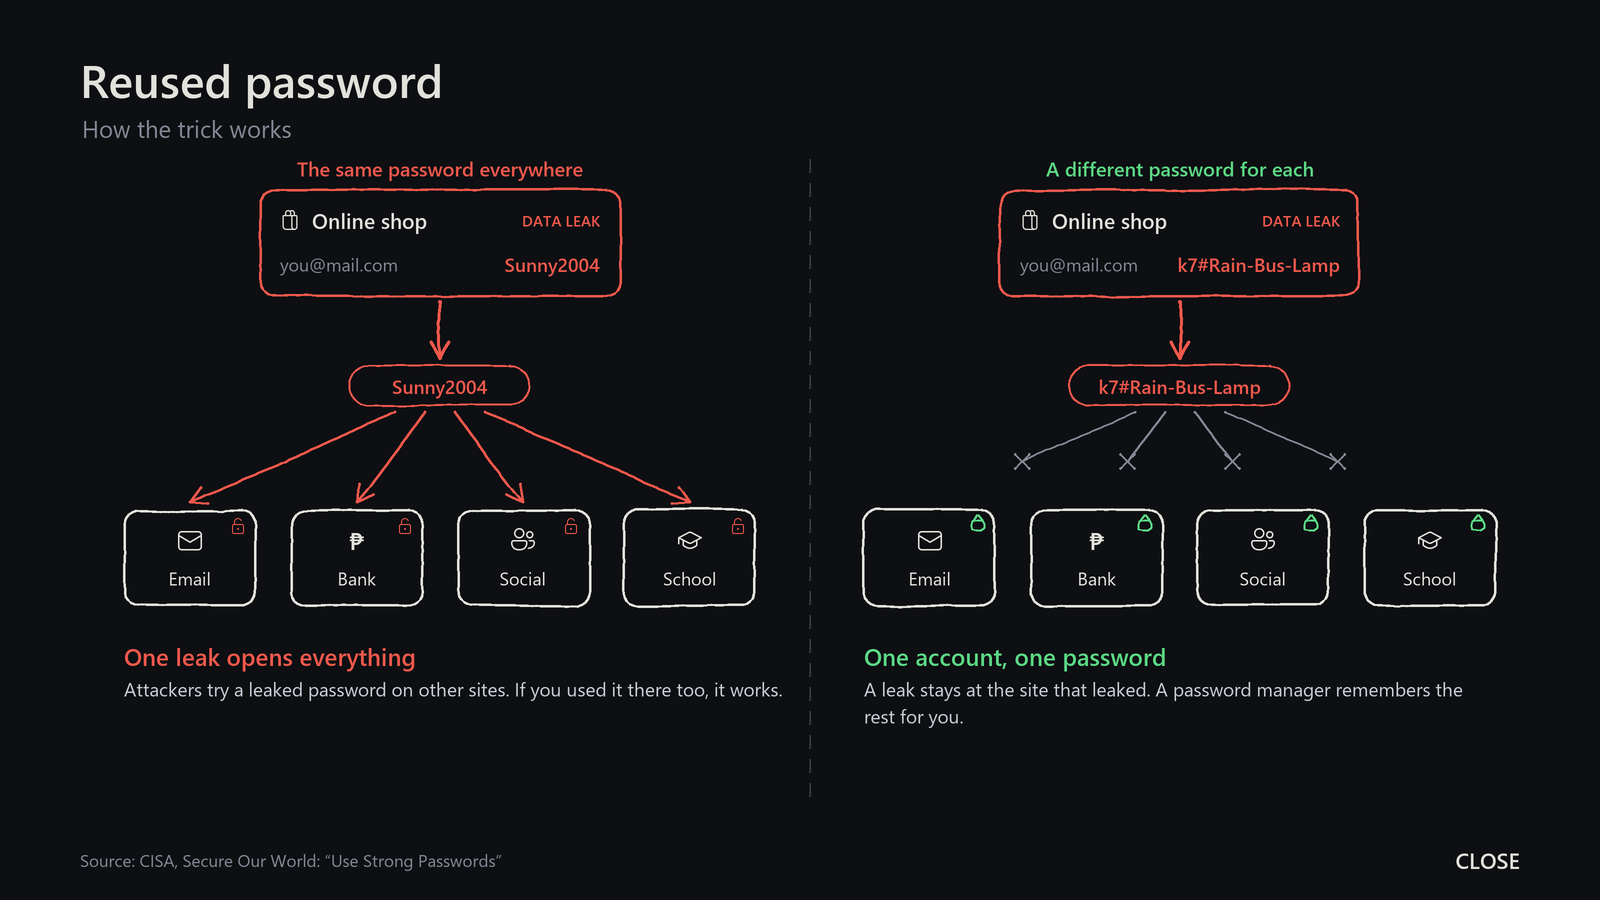 Reused password
How the trick works
The same password everywhere
Online shop DATA LEAK
you@mail.com Sunny2004
Sunny2004
Email
₱
Bank
Social
School
One leak opens everything
Attackers try a leaked password on other sites. If you used it there too, it works.
A different password for each
Online shop DATA LEAK
you@mail.com k7#Rain-Bus-Lamp
k7#Rain-Bus-Lamp
Email
₱
Bank
Social
School
One account, one password
A leak stays at the site that leaked. A password manager remembers the
rest for you.
Source: CISA, Secure Our World: “Use Strong Passwords”
CLOSE